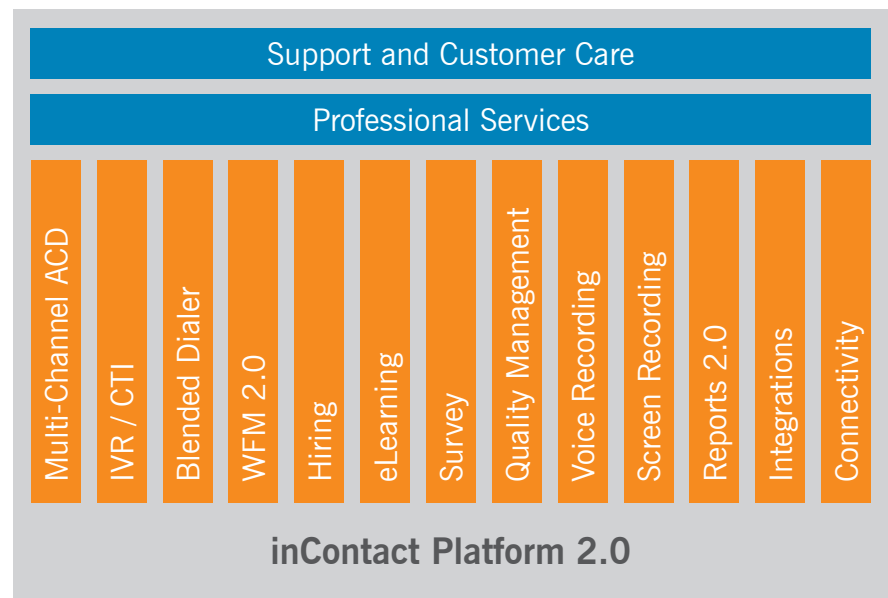 Support and Customer Care
Professional Services
Multi-Channel ACD
IVR / CTI
Blended Dialer
WFM 2.0
Hiring
eLearning
Survey
Quality Management
Voice Recording
Screen Recording
Reports 2.0
Integrations
Connectivity
inContact Platform 2.0